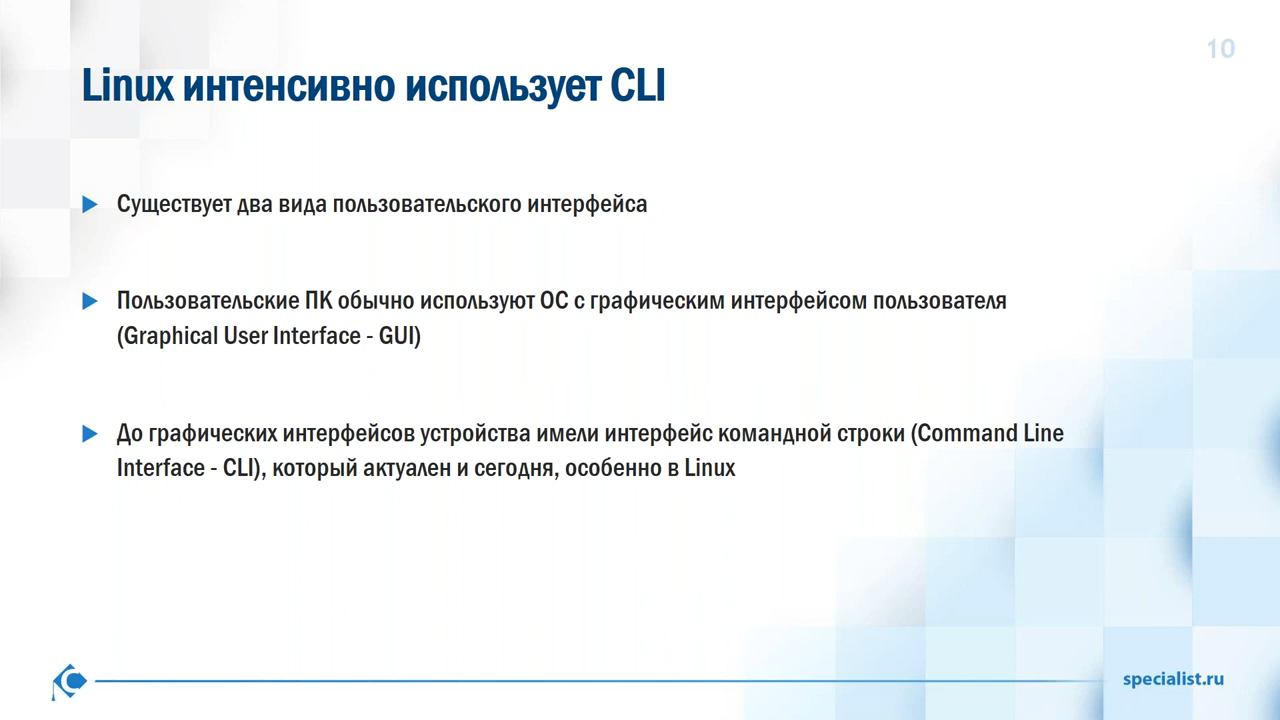 10
Linux интенсивно использует CLI
Существует два вида пользовательского интерфейса
Пользовательские ПК обычно используют ОС с графическим интерфейсом пользователя
(Graphical User Interface - GUI)
До графических интерфейсов устройства имели интерфейс командной строки (Command Line
Interface - CLI), который актуален и сегодня, особенно в Linux
specialist.ru